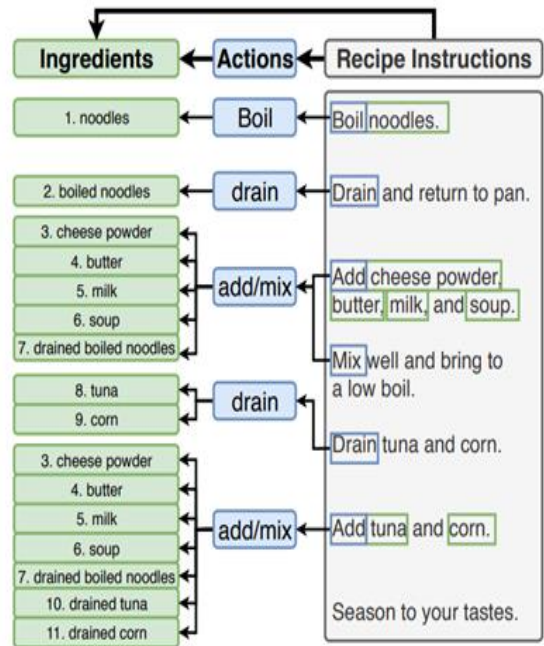 Ingredients Actions Recipe Instructions
1. noodles Boil Boil noodles.
2. boiled noodles drain Drain and return to pan.
3. cheese powder
4. butter
5. milk
6. soup
7. drained boiled noodles
add/mix
Add cheese powder,
butter, milk, and soup.
Mix well and bring to
a low boil.
8. tuna
9. corn
drain
Drain tuna and corn.
3. cheese powder
4. butter
5. milk
6. soup
7. drained boiled noodles
10. drained tuna
11. drained corn
add/mix
Add tuna and corn.
Season to your tastes.